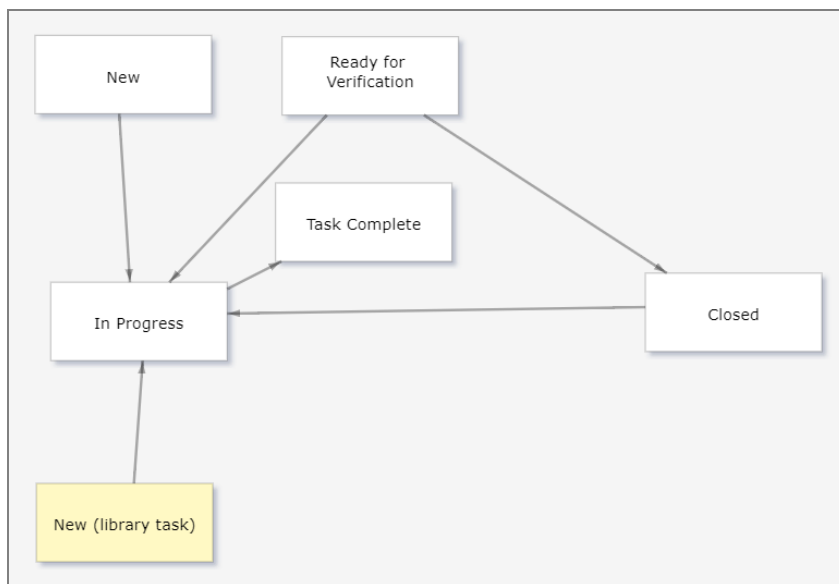 New
Ready for
Verification
Task Complete
In Progress
Closed
New (library task)